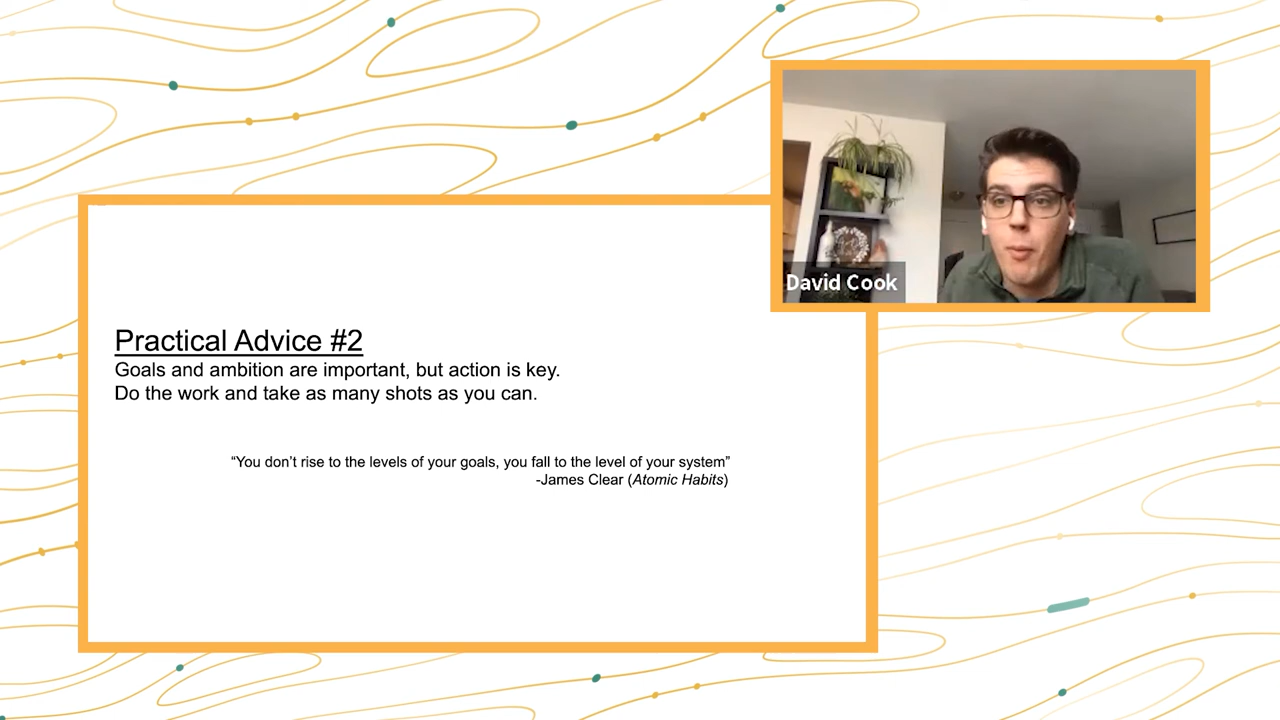 David Cook
Practical Advice #2
Goals and ambition are important, but action is key.
Do the work and take as many shots as you can.
“You don’t rise to the levels of your goals, you fall to the level of your system”
-James Clear (Atomic Habits)